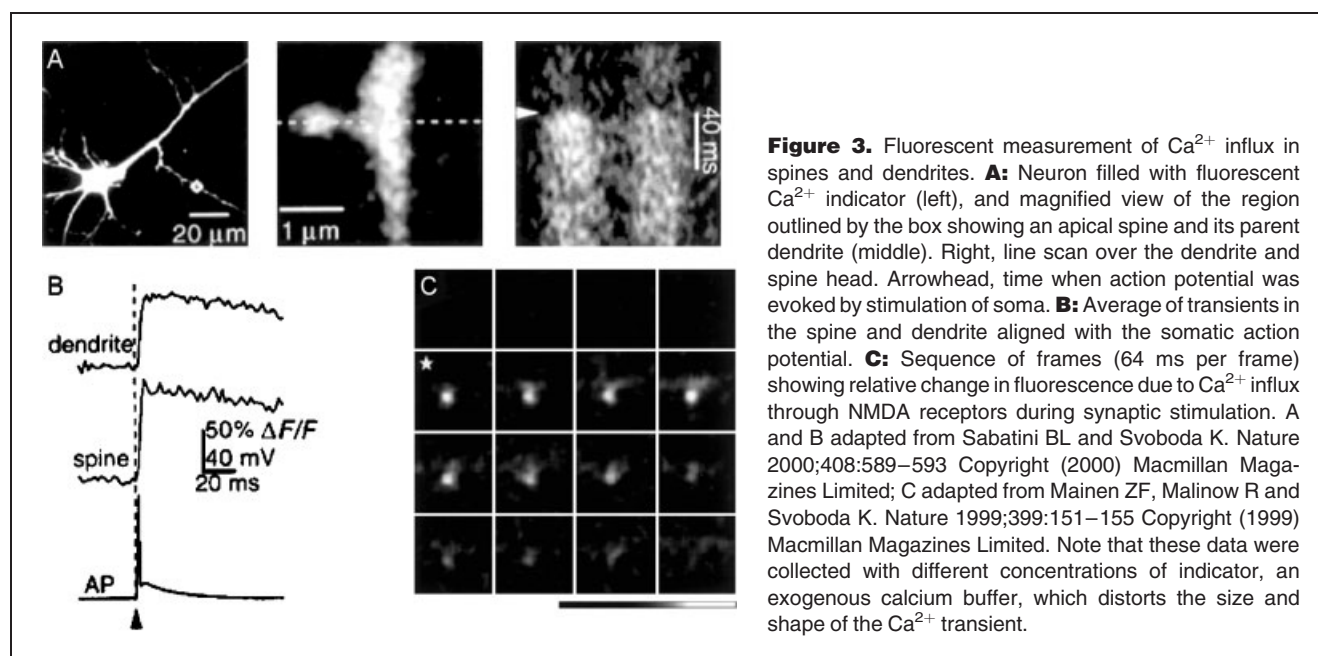 A
20 μm
1 μm
40 ms
B
dendrite
spine
50% ΔF/F
40 mV
20 ms
AP
C
Figure 3. Fluorescent measurement of Ca²⁺ influx in
spines and dendrites. A: Neuron filled with fluorescent
Ca²⁺ indicator (left), and magnified view of the region
outlined by the box showing an apical spine and its parent
dendrite (middle). Right, line scan over the dendrite and
spine head. Arrowhead, time when action potential was
evoked by stimulation of soma. B: Average of transients in
the spine and dendrite aligned with the somatic action
potential. C: Sequence of frames (64 ms per frame)
showing relative change in fluorescence due to Ca²⁺ influx
through NMDA receptors during synaptic stimulation. A
and B adapted from Sabatini BL and Svoboda K. Nature
2000;408:589–593 Copyright (2000) Macmillan Maga-
zines Limited; C adapted from Mainen ZF, Malinow R and
Svoboda K. Nature 1999;399:151–155 Copyright (1999)
Macmillan Magazines Limited. Note that these data were
collected with different concentrations of indicator, an
exogenous calcium buffer, which distorts the size and
shape of the Ca²⁺ transient.